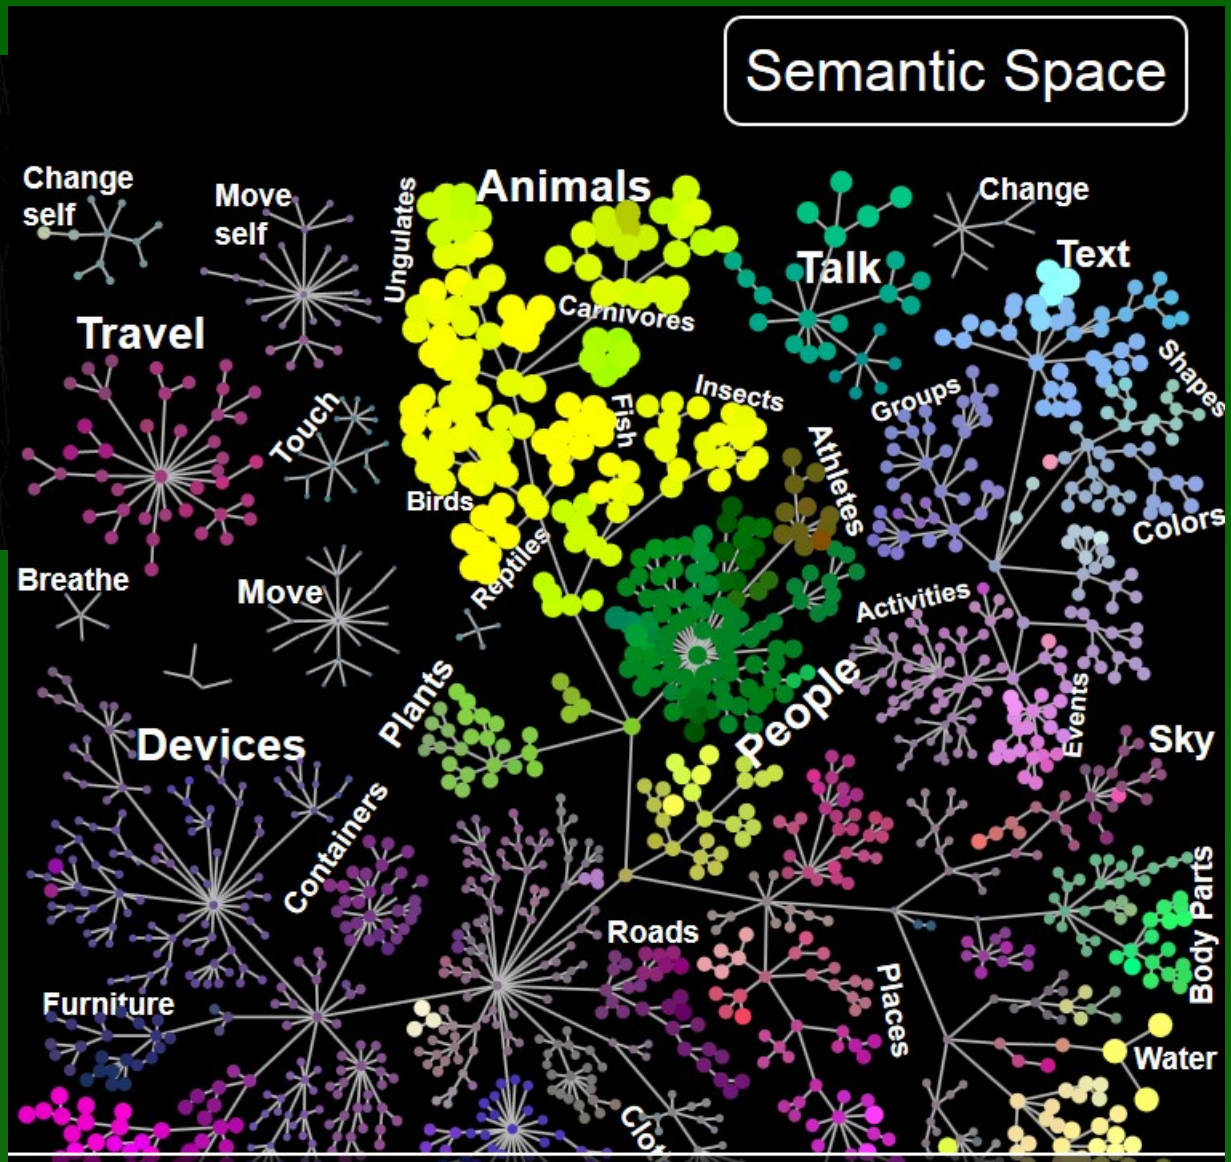 Semantic Space
Change
self
Move
self
Ungulates
Animals
Change
Talk
Text
Travel
Carnivores
Shapes
Touch
Fish
Insects
Groups
Athletes
Birds
Colors
Reptiles
Breathe
Move
Activities
Plants
People
Events
Devices
Sky
Containers
Body Parts
Roads
Places
Furniture
Water
Clot